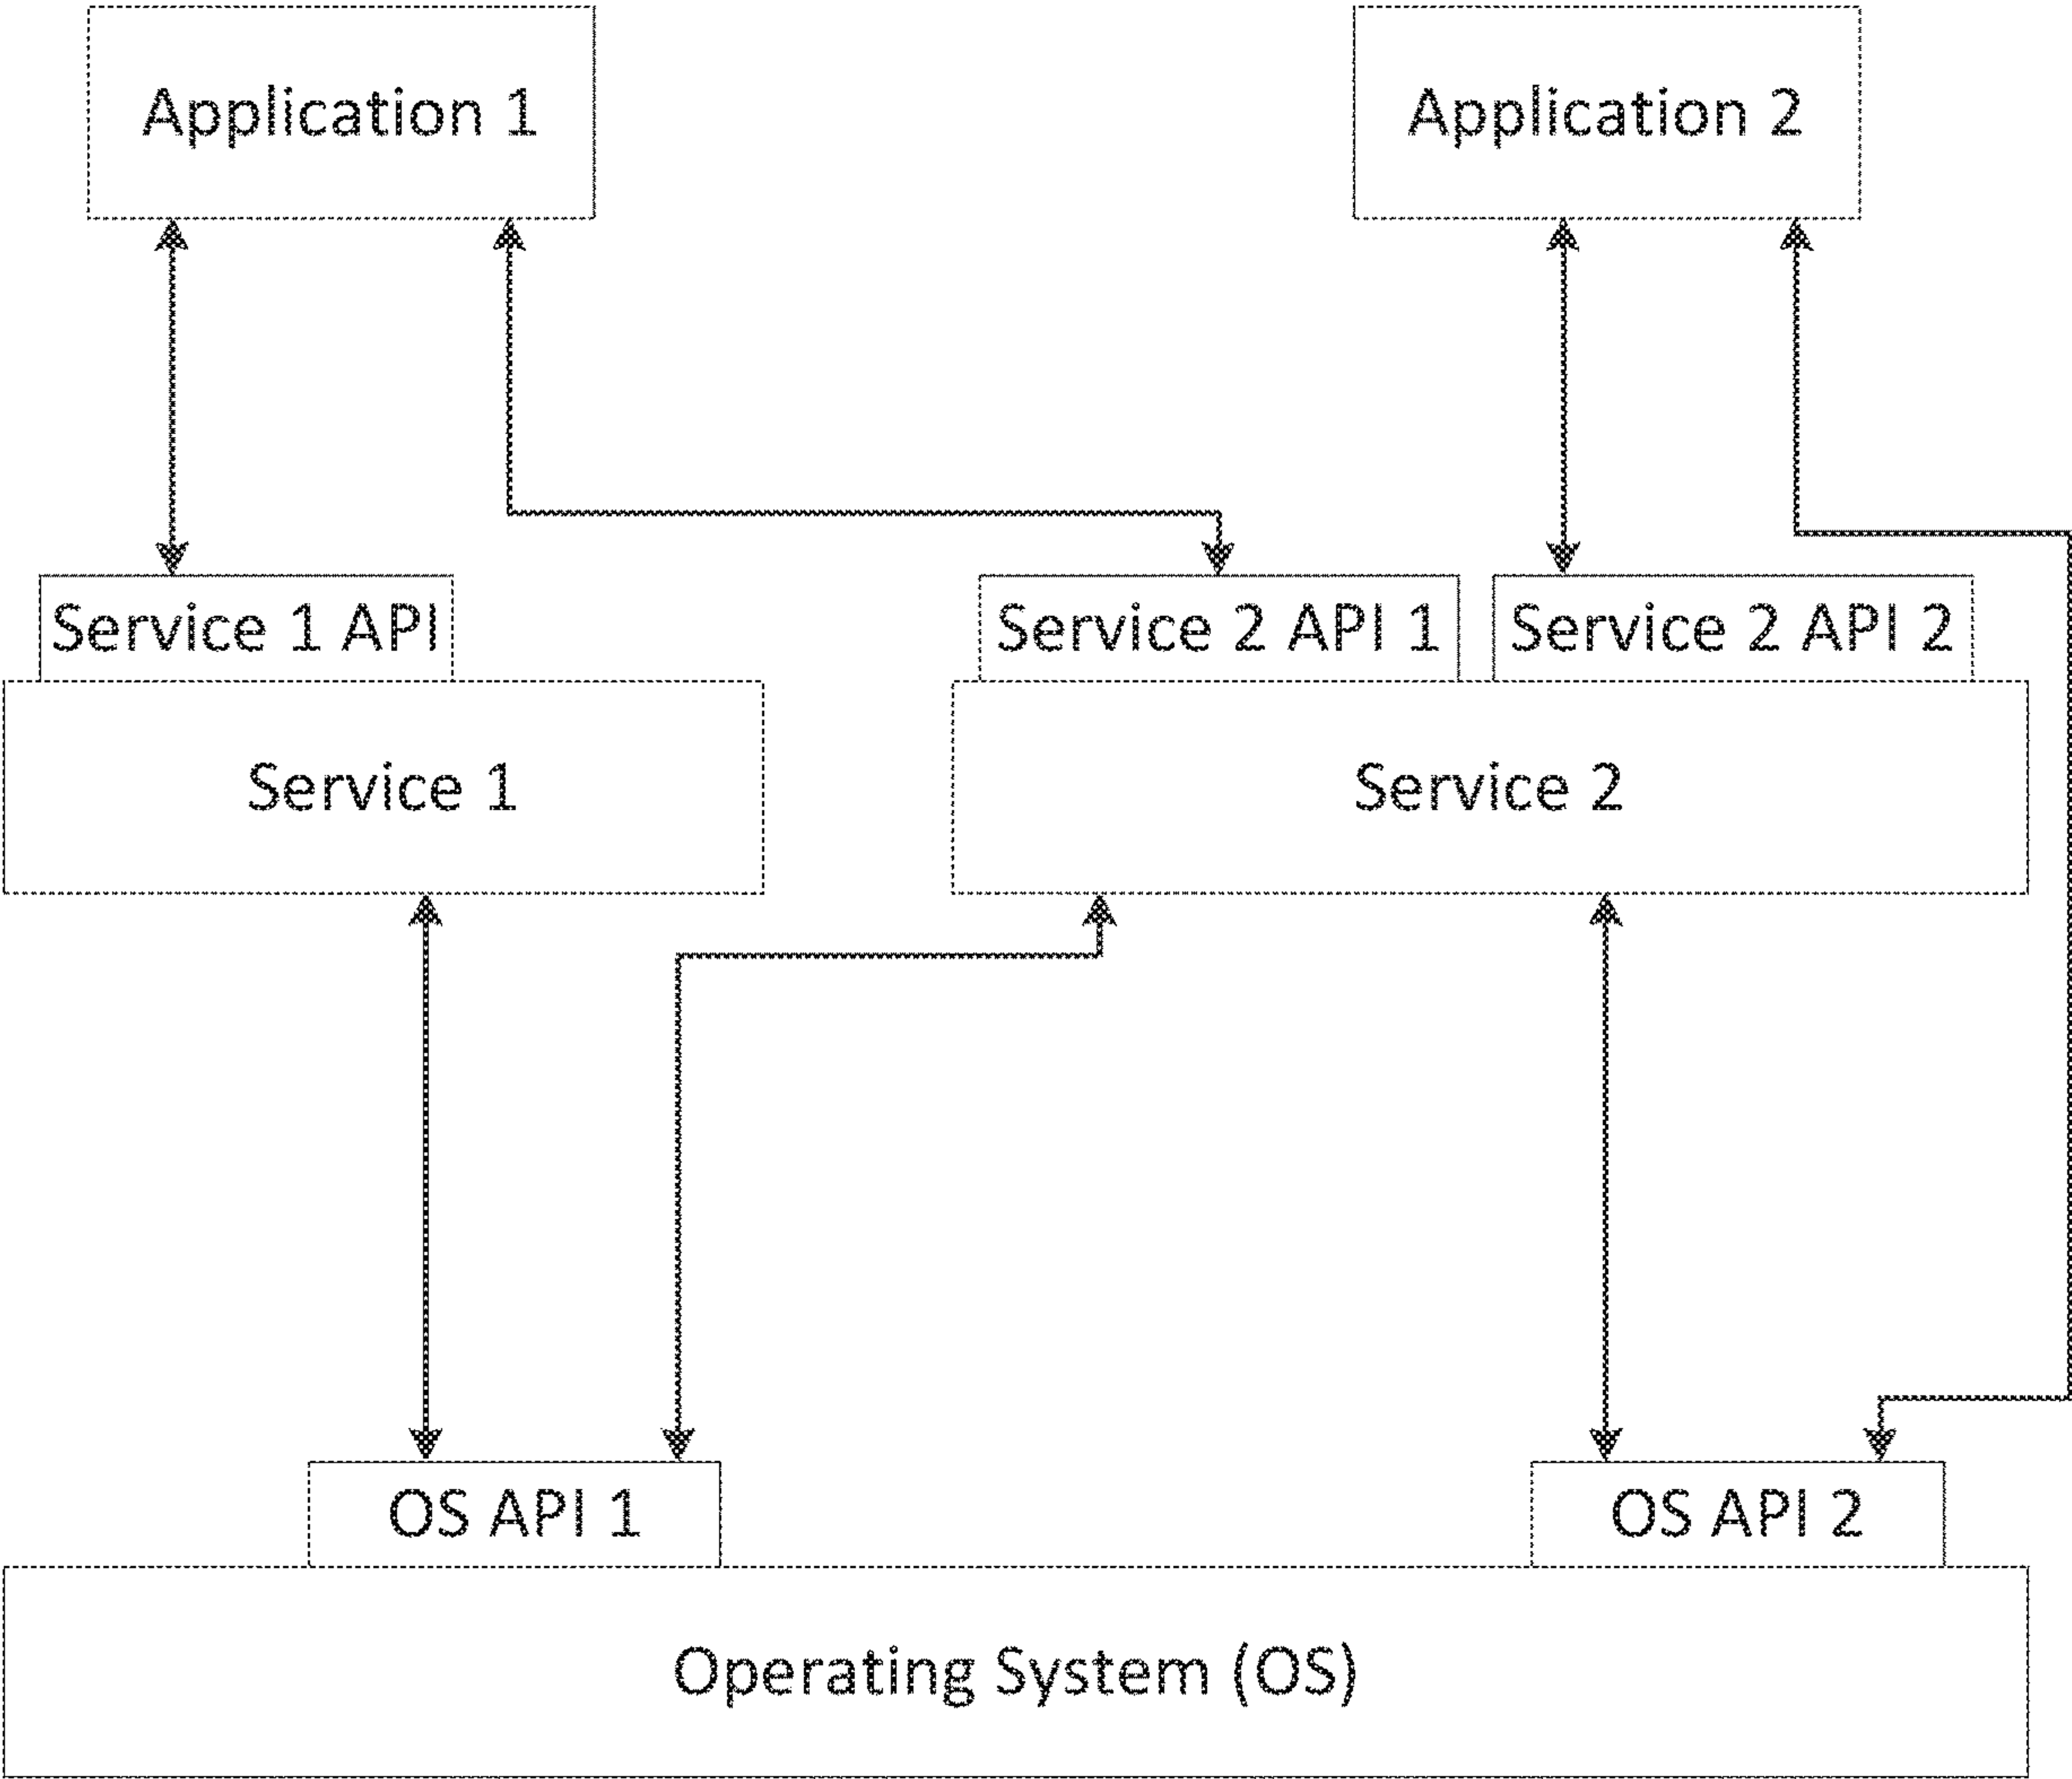 Application 1
Application 2
Service 1 API
Service 2 API 1
Service 2 API 2
Service 1
Service 2
OS API 1
OS API 2
Operating System (OS)